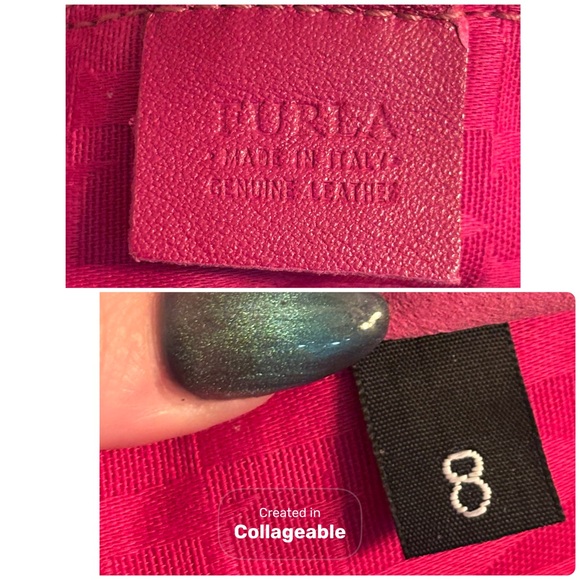 FURLA
• MADE IN ITALY •
GENUINE LEATHER
8
Created in
Collageable